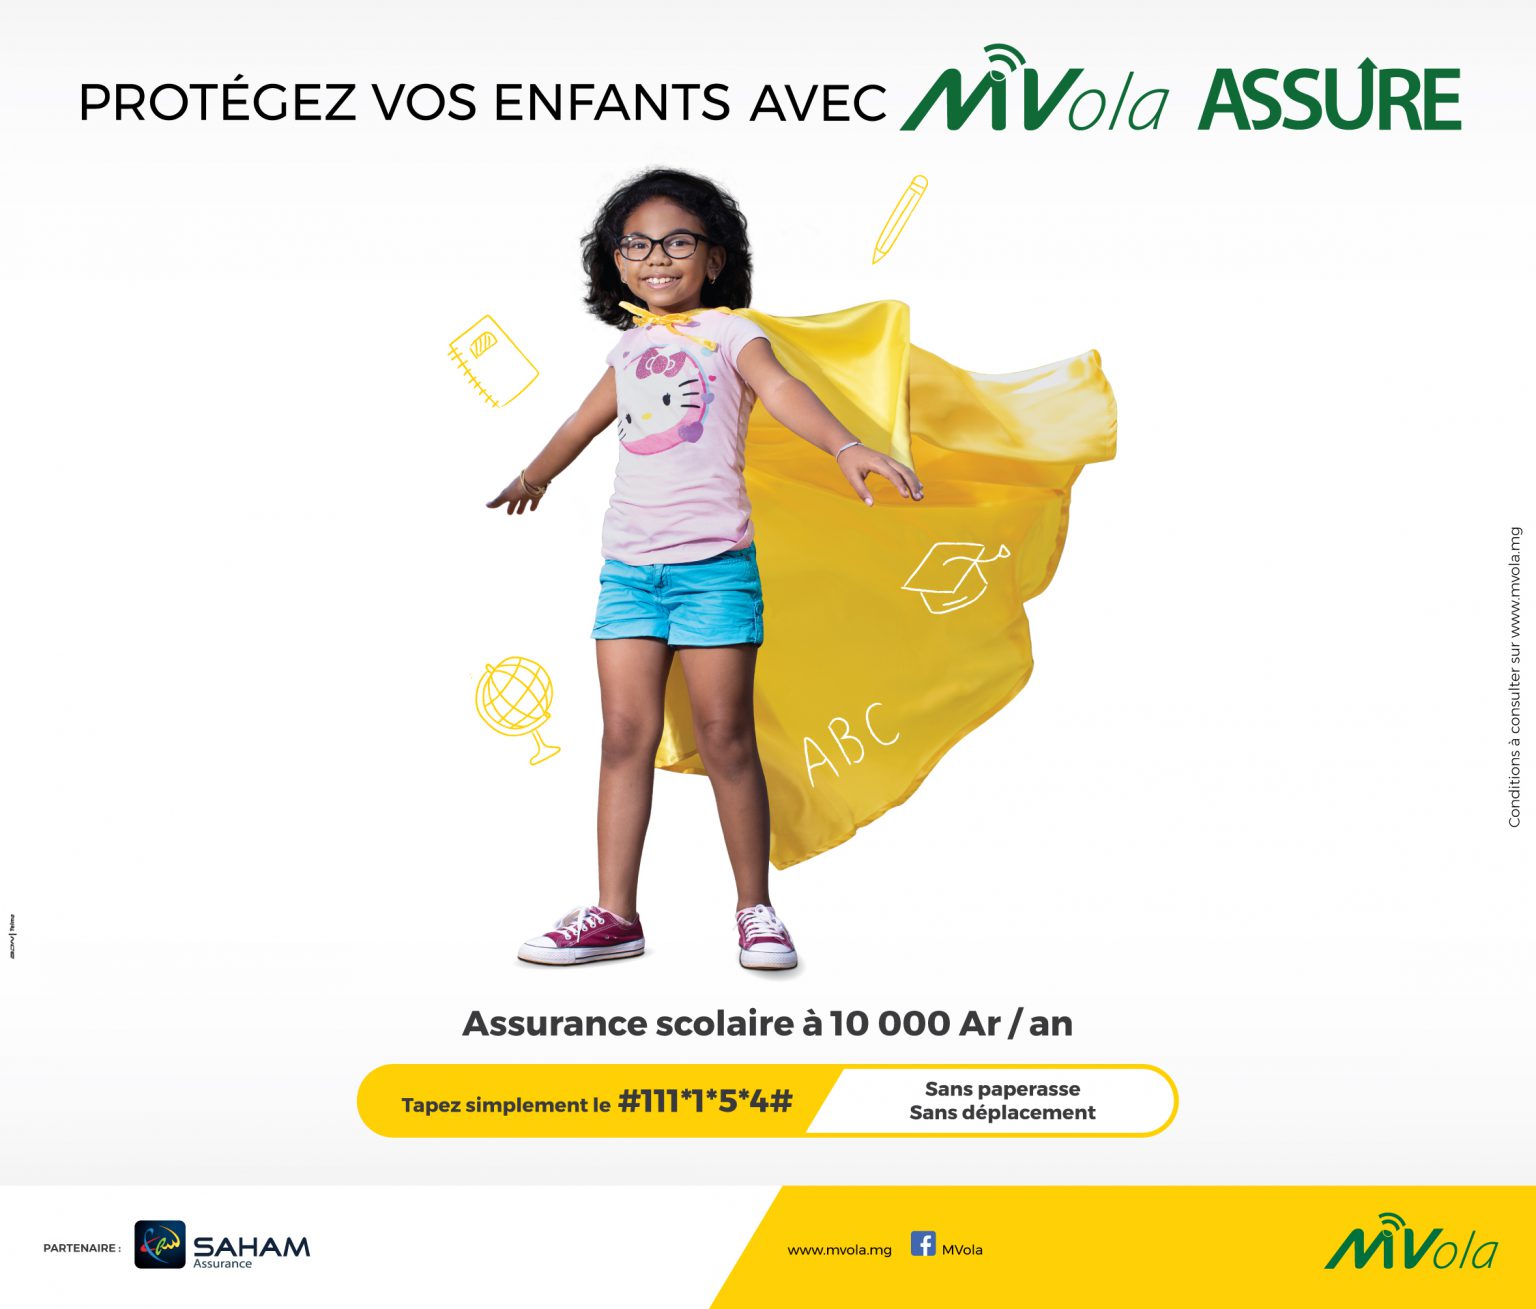 PROTÉGEZ VOS ENFANTS AVEC MVola ASSURE
ABC
Conditions à consulter sur www.mvola.mg
Telma
Assurance scolaire à 10 000 Ar / an
Tapez simplement le #111*1*5*4#
Sans paperasse
Sans déplacement
PARTENAIRE :
SAHAM
Assurance
www.mvola.mg
MVola
MVola